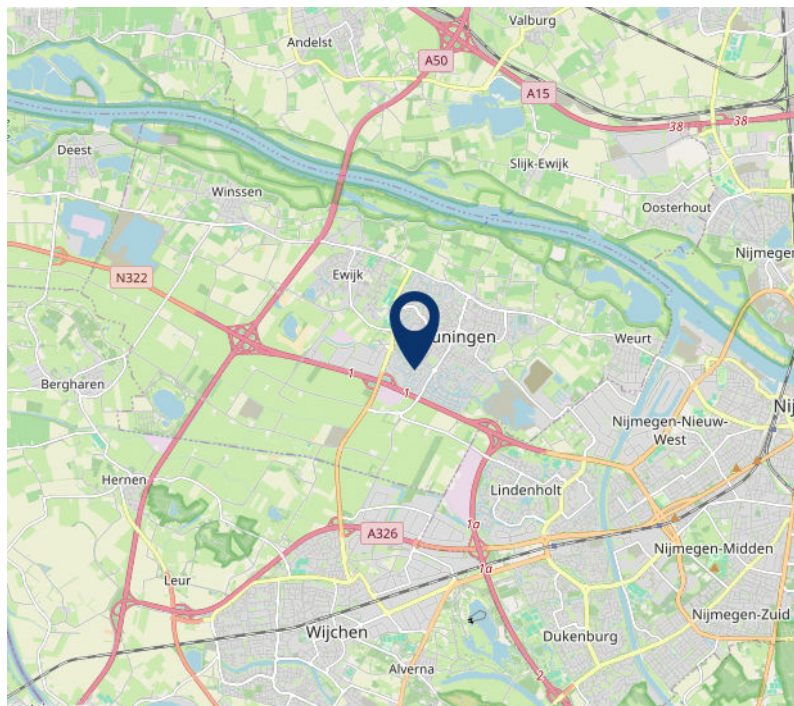 Valburg
Andelst
A50
A15
38
38
Deest
Slijk-Ewijk
Winssen
Oosterhout
Nijmegen
N322
Ewijk
uningen
Weurt
1
1
Bergharen
Nij
Nijmegen-Nieuw-
West
Hernen
Lindenholt
1a
A326
Nijmegen-Midden
1a
Leur
Nijmegen-Zuid
Wijchen
Dukenburg
Alverna
2